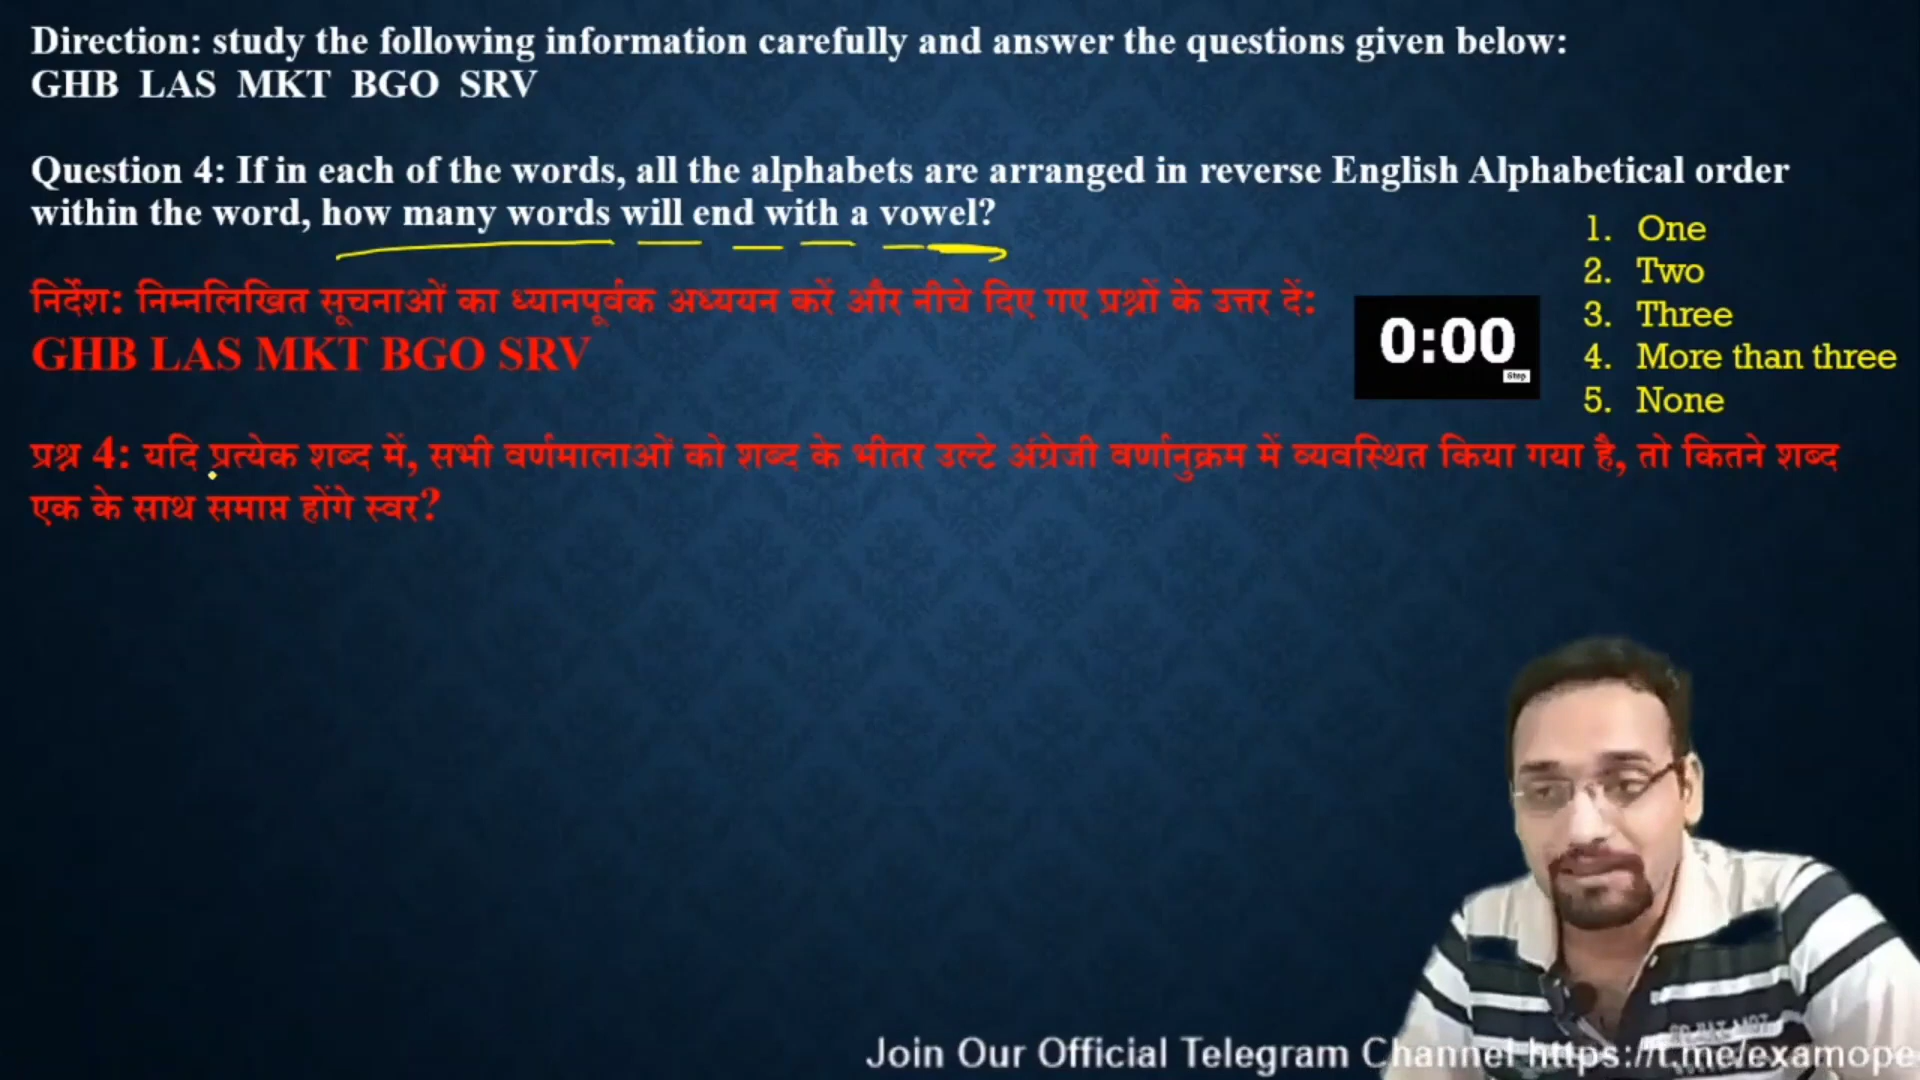 Direction: study the following information carefully and answer the questions given below:
GHB LAS MKT BGO SRV
Question 4: If in each of the words, all the alphabets are arranged in reverse English Alphabetical order
within the word, how many words will end with a vowel?
1. One
2. Two
3. Three
4. More than three
5. None
निर्देश: निम्नलिखित सूचनाओं का ध्यानपूर्वक अध्ययन करें और नीचे दिए गए प्रश्नों के उत्तर दें:
GHB LAS MKT BGO SRV
0:00
Stop
प्रश्न 4: यदि प्रत्येक शब्द में, सभी वर्णमालाओं को शब्द के भीतर उल्टे अंग्रेजी वर्णानुक्रम में व्यवस्थित किया गया है, तो कितने शब्द
एक के साथ समाप्त होंगे स्वर?
Join Our Official Telegram Channel https://t.me/examope